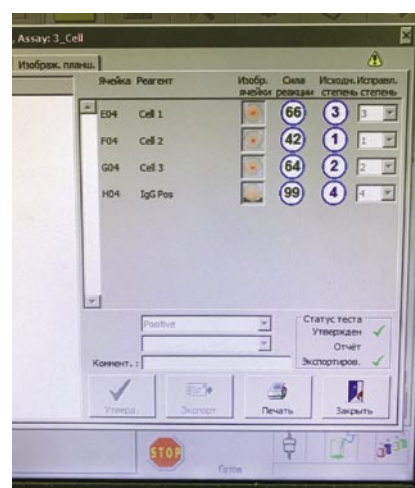 , Assay: 3_Cell
Изображ. планш.
Ячейка Реагент Изобр. ячейки Сила реакции Исходн. степень Исправл. степень
E04 Cell 1 66 3 3
F04 Cell 2 42 1 1
G04 Cell 3 64 2 2
H04 IgG Pos 99 4 4
Positive
Статус теста
Утвержден
Отчёт
Коммент. :
Экспортиров.
Утверд. Экспорт Печать Закрыть
STOP
Готов